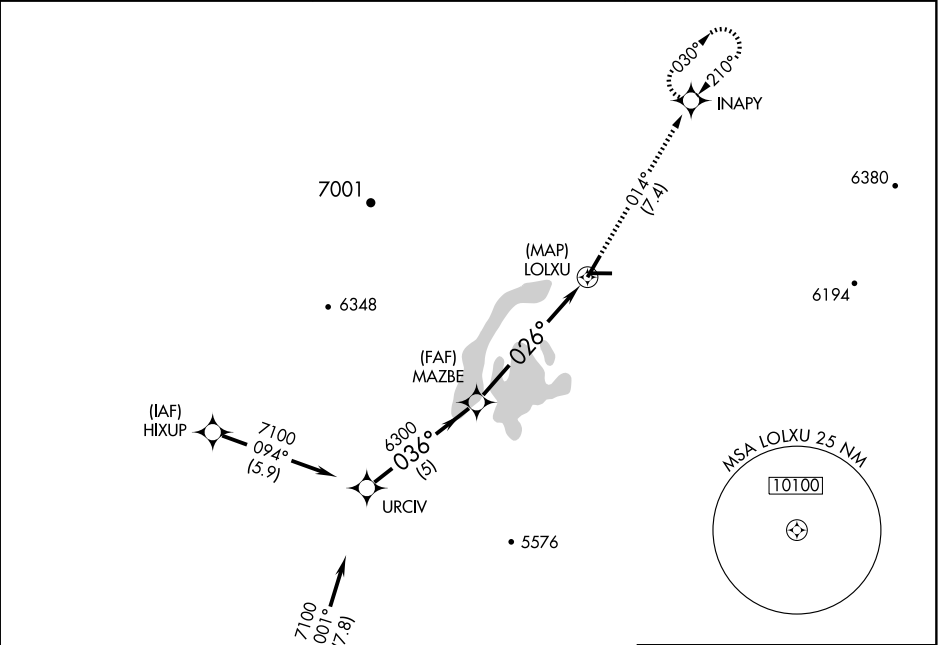 030°
210°
INAPY
6380
7001
014°
(7.4)
(MAP)
LOLXU
6194
6348
026°
(FAF)
MAZBE
(IAF)
HIXUP
7100
094°
(5.9)
6300
036°
(5)
URCIV
MSA LOLXU 25 NM
10100
5576
7100
001°